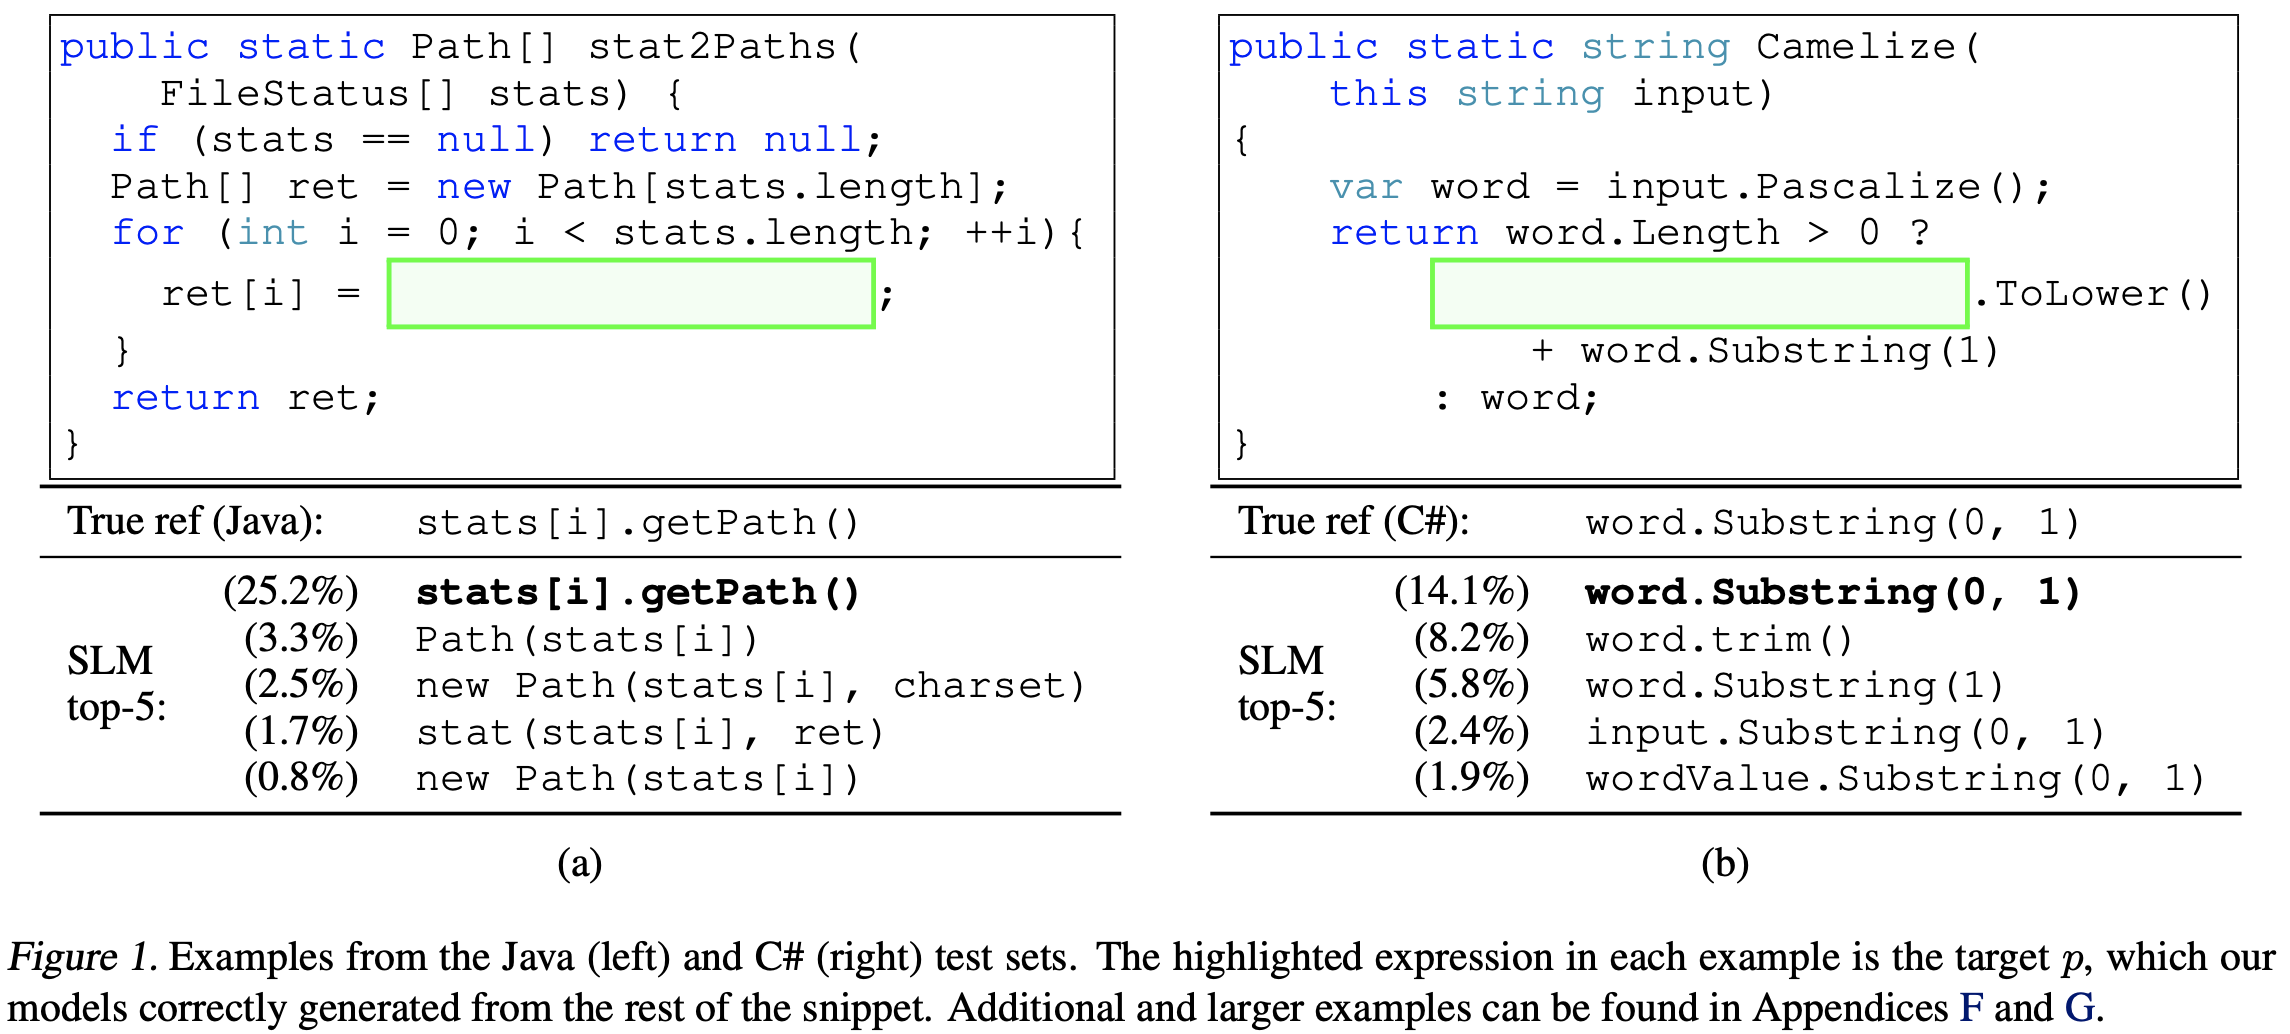 public static Path[] stat2Paths(
FileStatus[] stats) {
if (stats == null) return null;
Path[] ret = new Path[stats.length];
for (int i = 0; i < stats.length; ++i){
ret[i] = ;
}
return ret;
}
True ref (Java): stats[i].getPath()
SLM top-5:
(25.2%) stats[i].getPath()
(3.3%) Path(stats[i])
(2.5%) new Path(stats[i], charset)
(1.7%) stat(stats[i], ret)
(0.8%) new Path(stats[i])
(a)
public static string Camelize(
this string input)
{
var word = input.Pascalize();
return word.Length > 0 ?
.ToLower()
+ word.Substring(1)
: word;
}
True ref (C#): word.Substring(0, 1)
SLM top-5:
(14.1%) word.Substring(0, 1)
(8.2%) word.trim()
(5.8%) word.Substring(1)
(2.4%) input.Substring(0, 1)
(1.9%) wordValue.Substring(0, 1)
(b)
Figure 1. Examples from the Java (left) and C# (right) test sets. The highlighted expression in each example is the target p, which our
models correctly generated from the rest of the snippet. Additional and larger examples can be found in Appendices F and G.